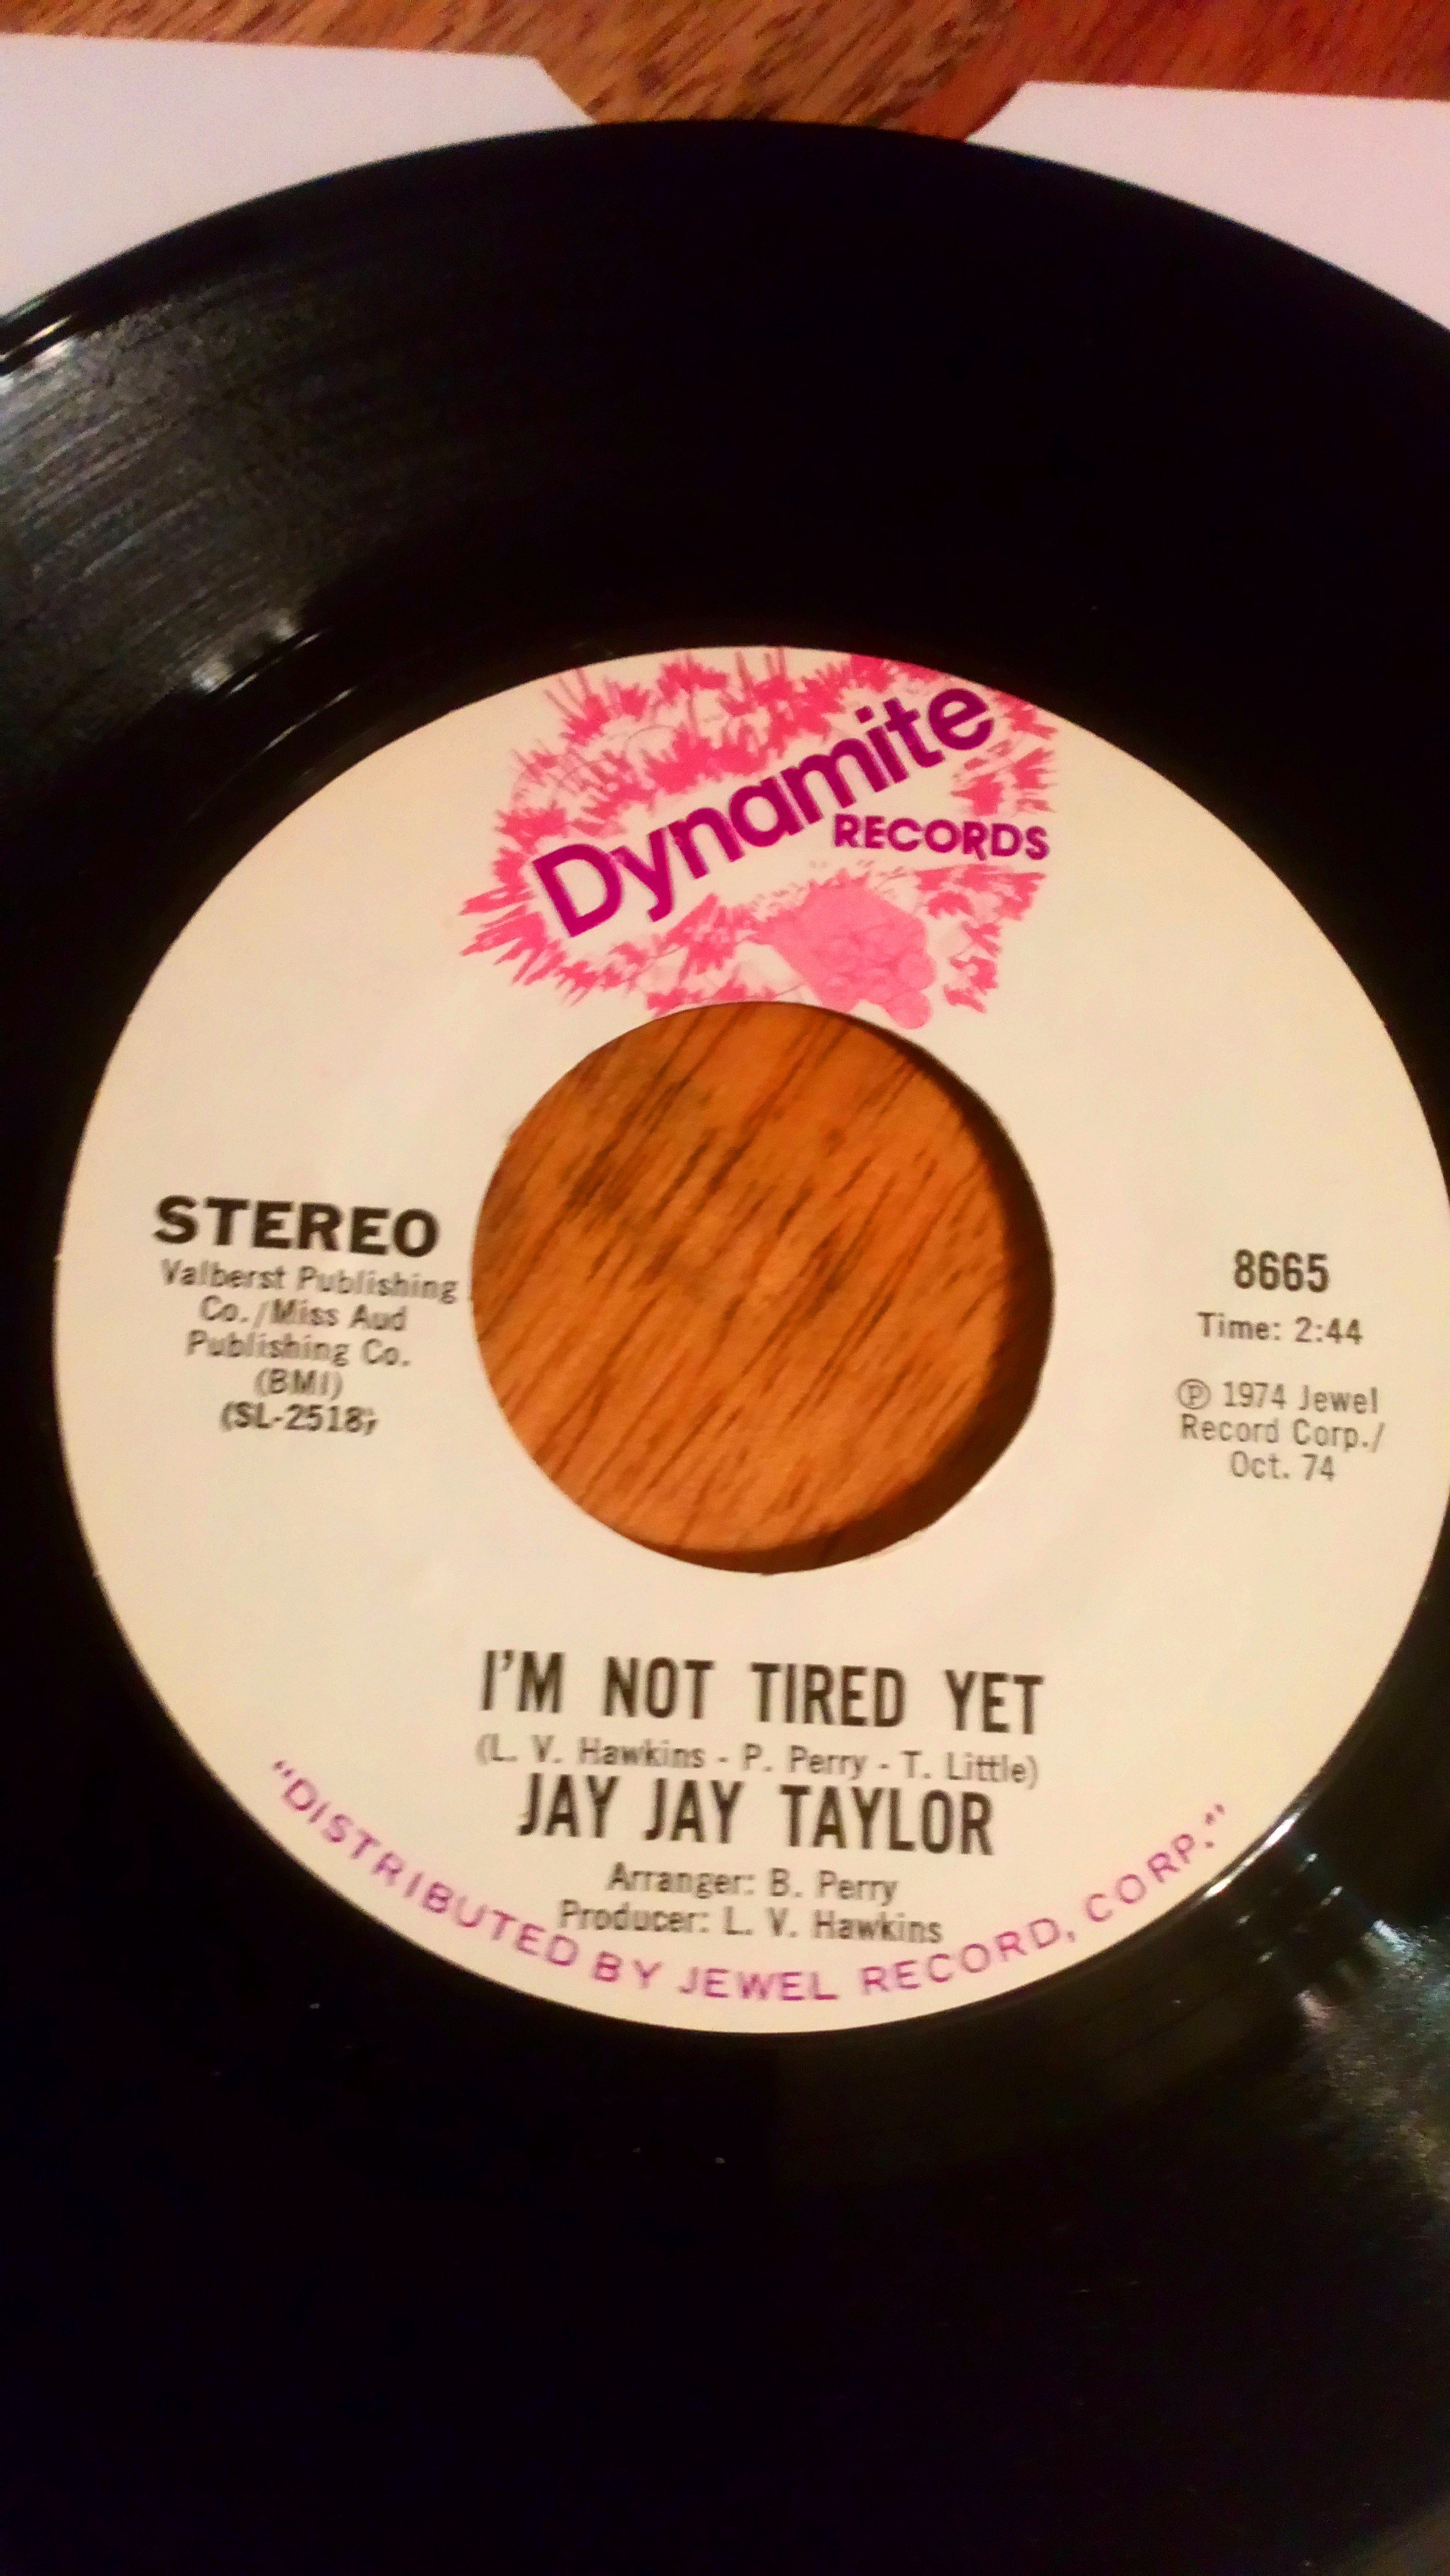 Dynamite
RECORDS
STEREO
Valberst Publishing
Co./Miss Aud
Publishing Co.
(BMI)
(SL-2518)
8665
Time: 2:44
Ⓟ 1974 Jewel
Record Corp./
Oct. 74
I'M NOT TIRED YET
(L. V. Hawkins - P. Perry - T. Little)
JAY JAY TAYLOR
Arranger: B. Perry
Producer: L. V. Hawkins
"DISTRIBUTED BY JEWEL RECORD, CORP."